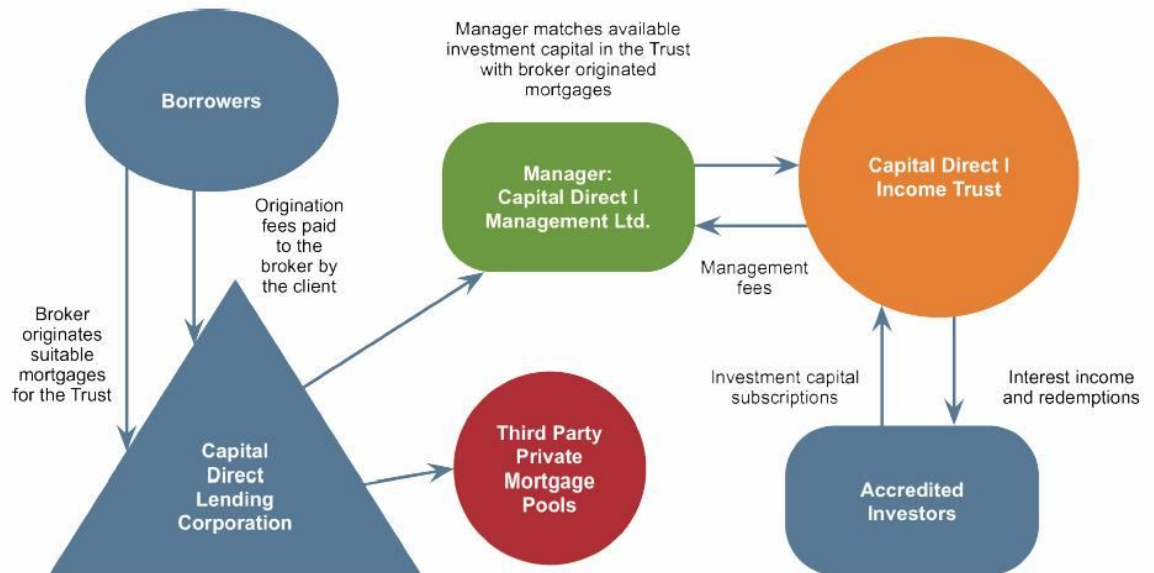 Manager matches available
investment capital in the Trust
with broker originated
mortgages
Borrowers
Manager:
Capital Direct I
Management Ltd.
Capital Direct I
Income Trust
Origination
fees paid
to the
broker by
the client
Management
fees
Broker
originates
suitable
mortgages
for the Trust
Investment capital
subscriptions
Interest income
and redemptions
Capital
Direct
Lending
Corporation
Third Party
Private
Mortgage
Pools
Accredited
Investors